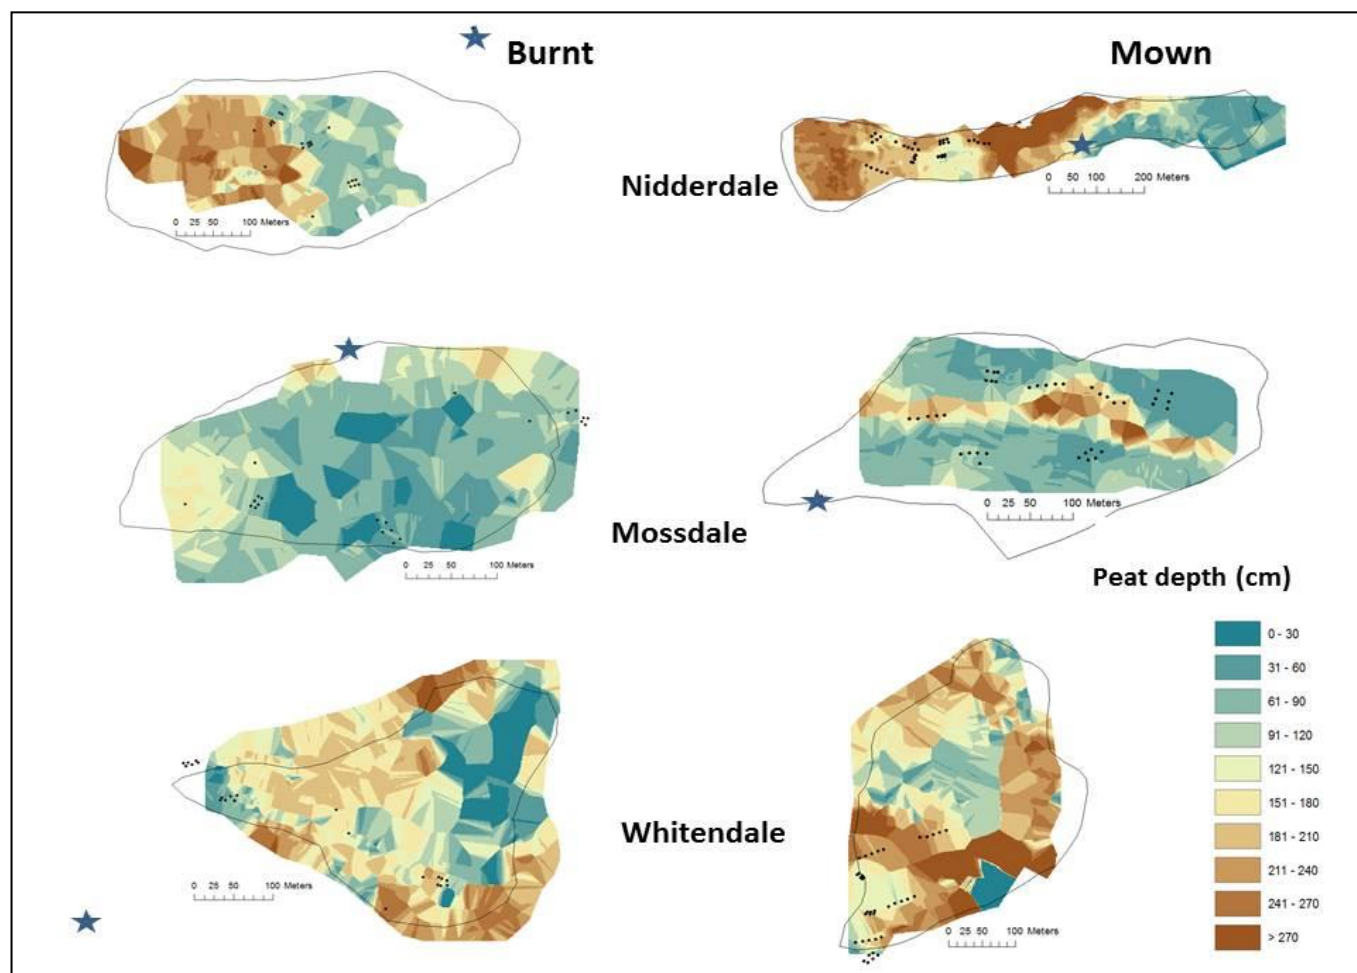 Burnt
Mown
Nidderdale
0 25 50 100 Meters
0 50 100 200 Meters
Mossdale
0 25 50 100 Meters
0 25 50 100 Meters
Peat depth (cm)
0 - 30
31 - 60
61 - 90
91 - 120
121 - 150
151 - 180
181 - 210
211 - 240
241 - 270
> 270
Whitendale
0 25 50 100 Meters
0 25 50 100 Meters